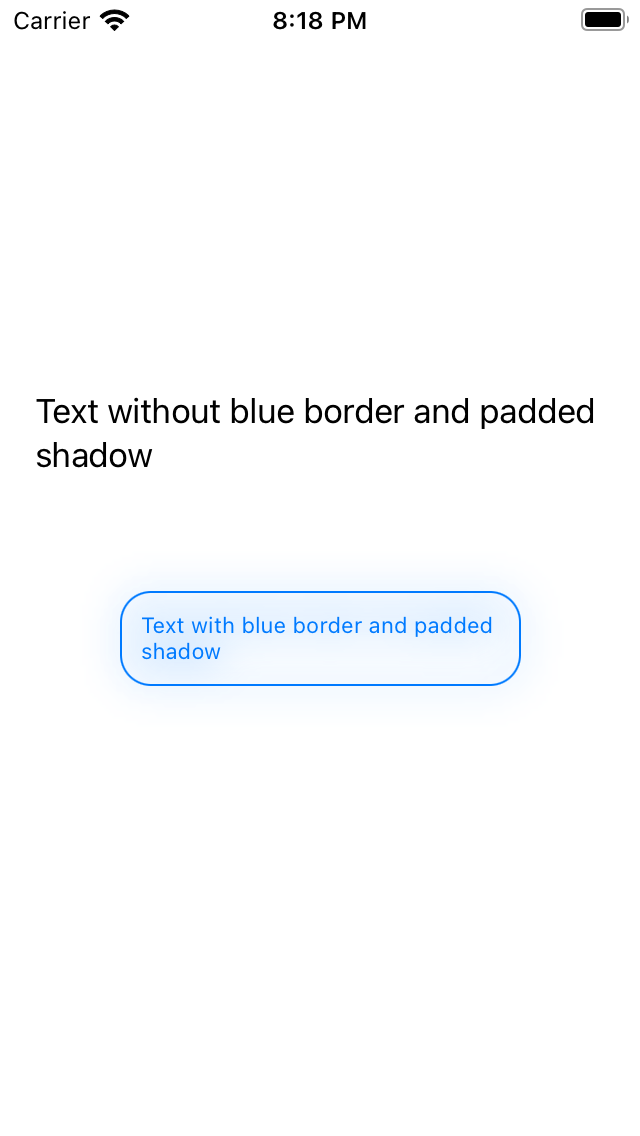 Carrier 8:18 PM
Text without blue border and padded
shadow
Text with blue border and padded
shadow